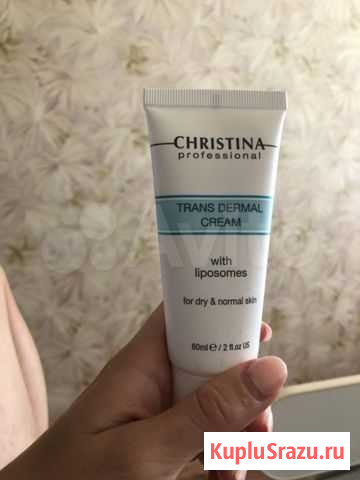 CHRISTINA
professional
TRANS DERMAL
CREAM
with
liposomes
for dry & normal skin
60ml e / 2 fl.oz US
KupluSrazu.ru